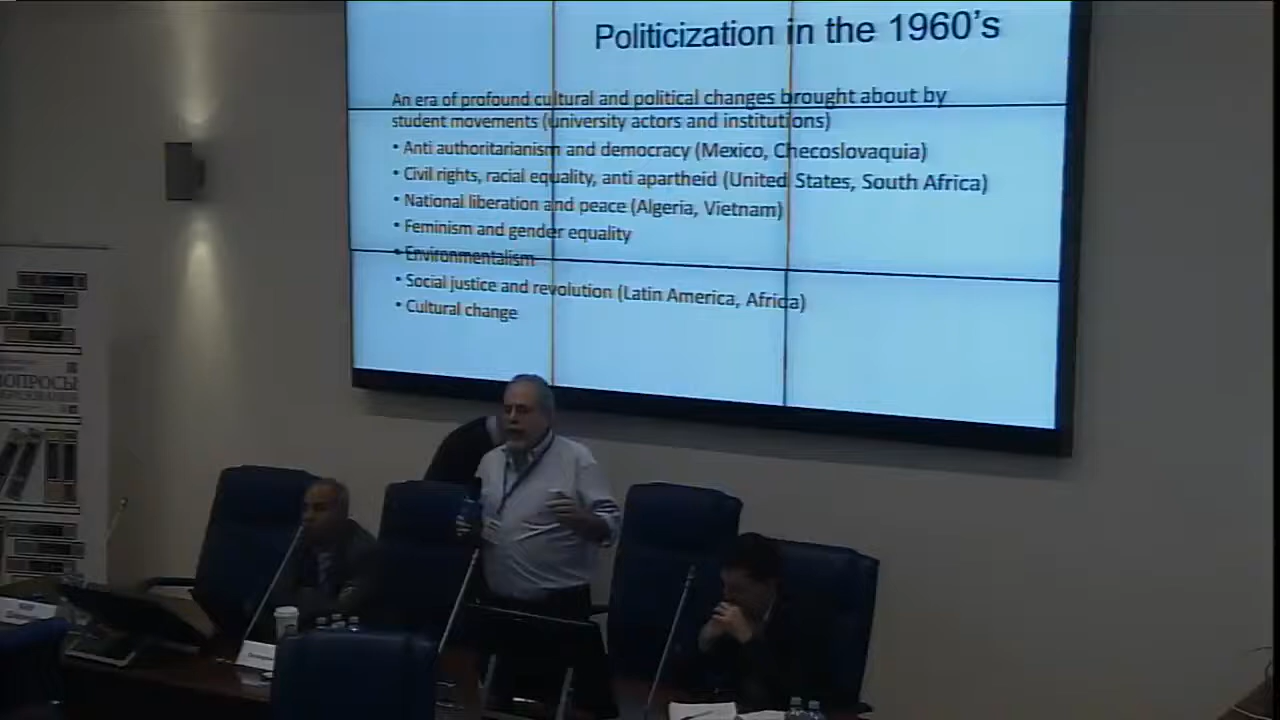 Politicization in the 1960's
An era of profound cultural and political changes brought about by
student movements (university actors and institutions)
• Anti authoritarianism and democracy (Mexico, Checoslovaquia)
• Civil rights, racial equality, anti apartheid (United States, South Africa)
• National liberation and peace (Algeria, Vietnam)
• Feminism and gender equality
• Environmentalism
• Social justice and revolution (Latin America, Africa)
• Cultural change
ВОПРОСЫ